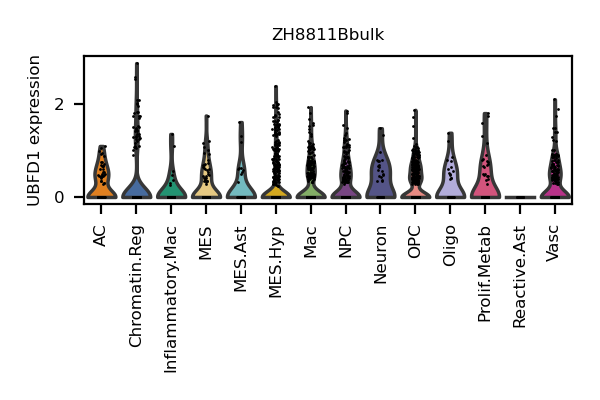 ZH8811Bbulk
UBFD1 expression
2
0
AC
Chromatin.Reg
Inflammatory.Mac
MES
MES.Ast
MES.Hyp
Mac
NPC
Neuron
OPC
Oligo
Prolif.Metab
Reactive.Ast
Vasc